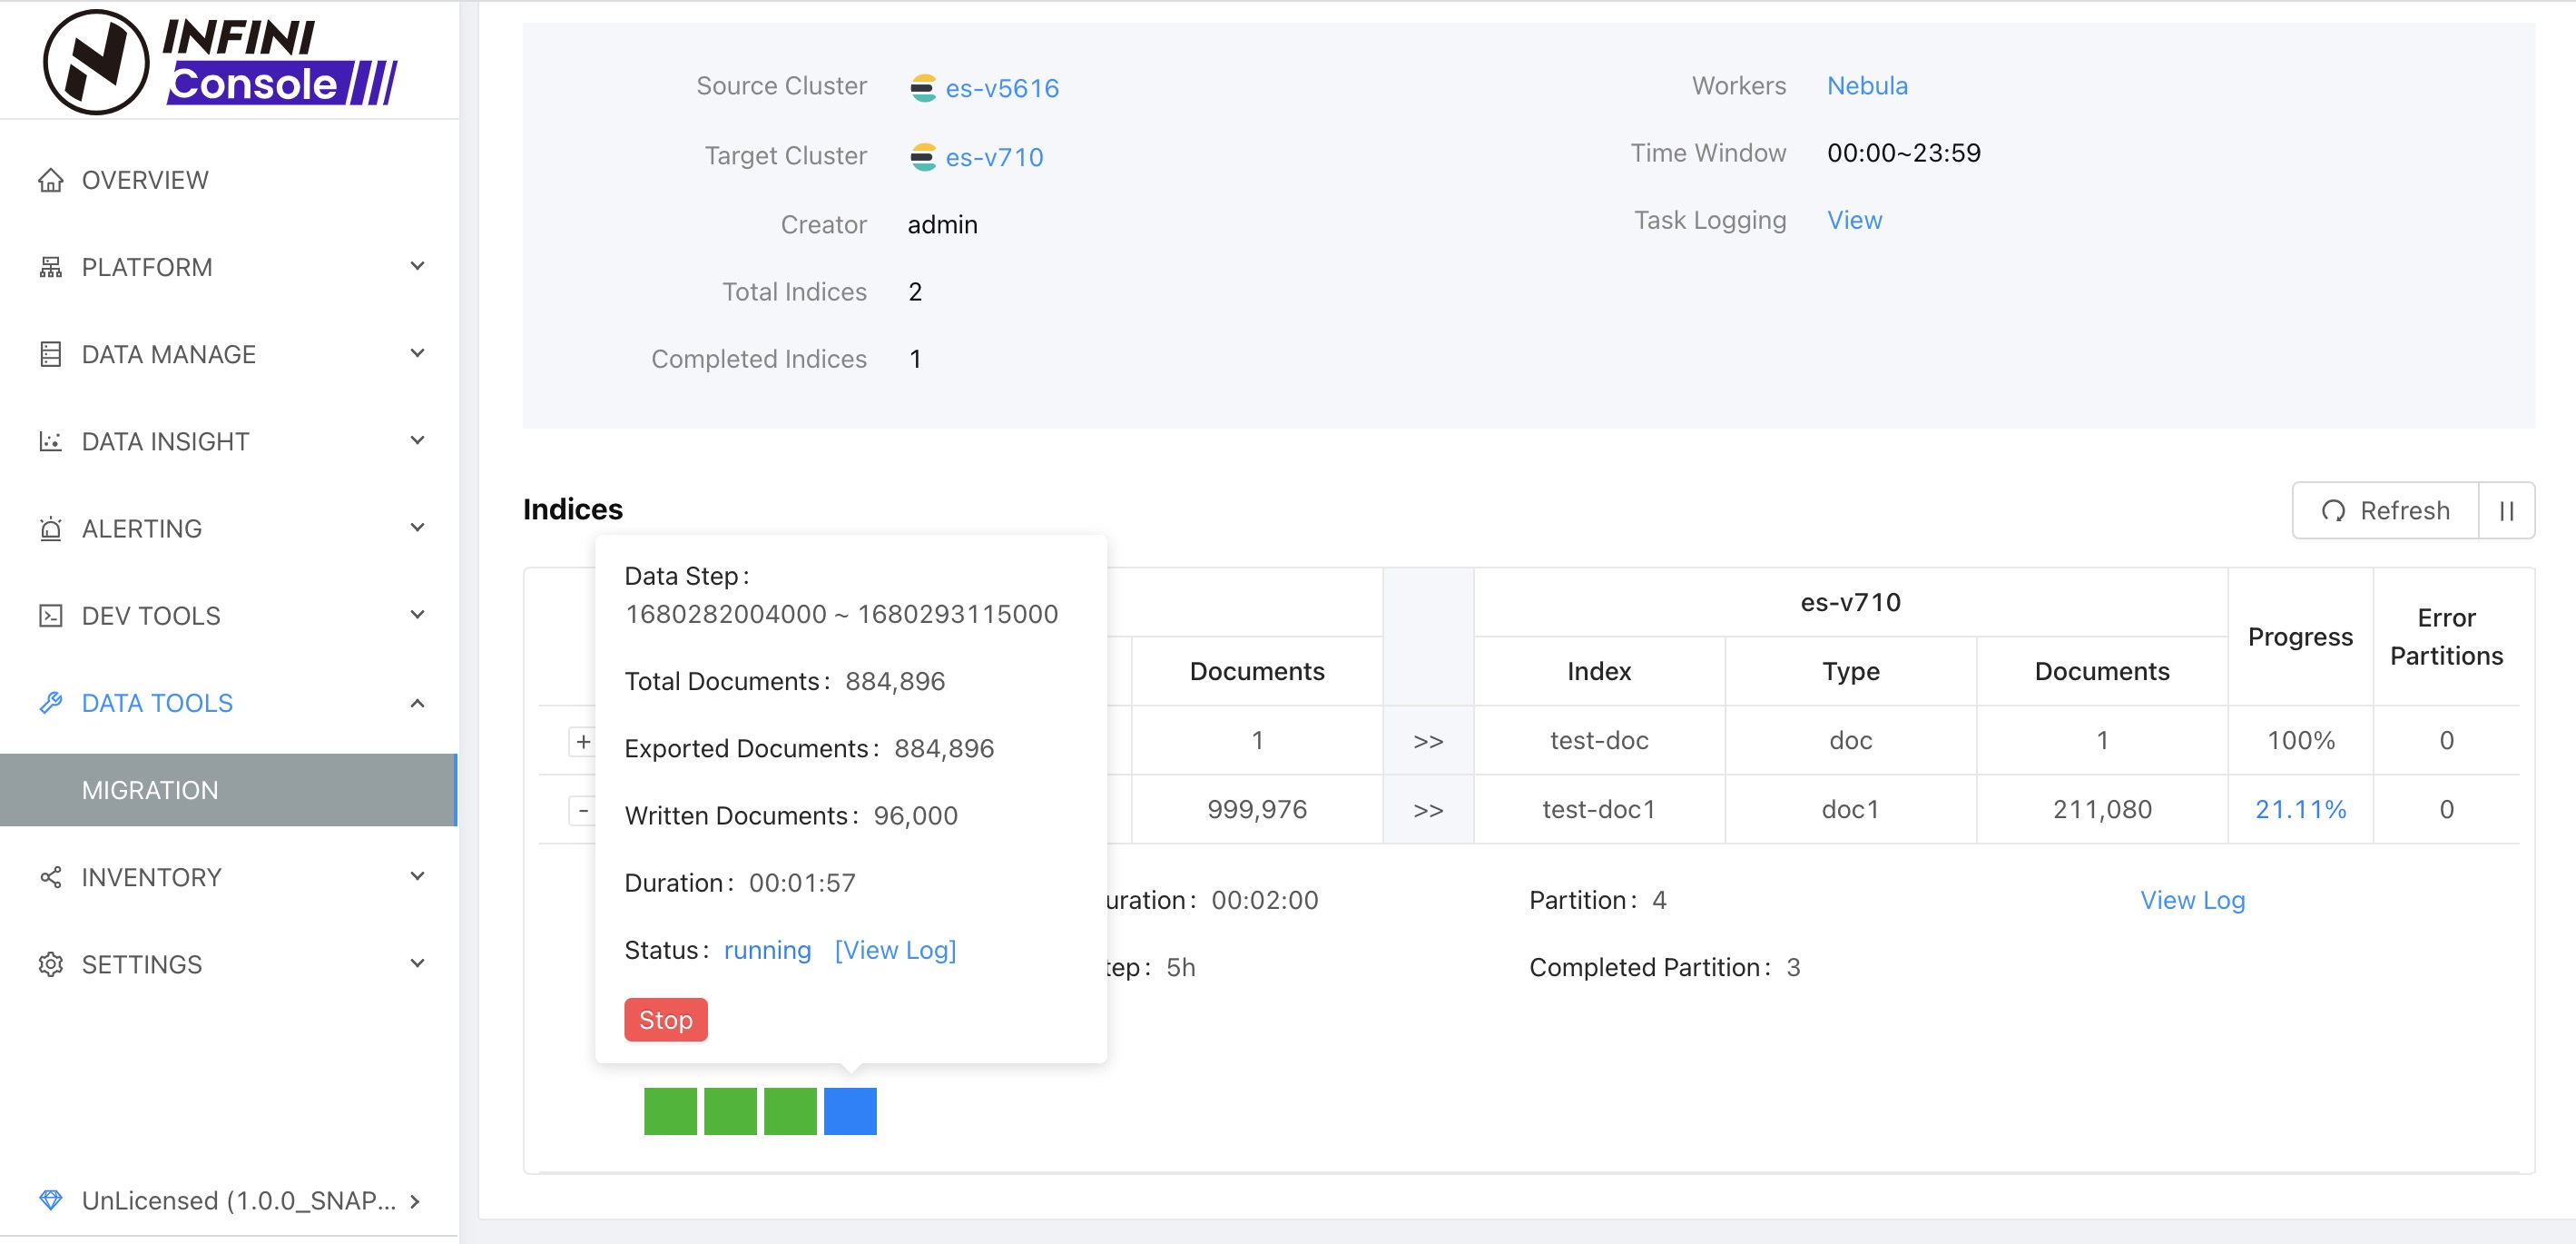 INFINI
Console
OVERVIEW
PLATFORM
DATA MANAGE
DATA INSIGHT
ALERTING
DEV TOOLS
DATA TOOLS
MIGRATION
INVENTORY
SETTINGS
UnLicensed (1.0.0_SNAP...
Source Cluster es-v5616
Target Cluster es-v710
Creator admin
Total Indices 2
Completed Indices 1
Workers Nebula
Time Window 00:00~23:59
Task Logging View
Indices
Refresh
Data Step:
1680282004000 ~ 1680293115000
Total Documents: 884,896
Exported Documents: 884,896
Written Documents: 96,000
Duration: 00:01:57
Status: running [View Log]
Stop
es-v710 Progress Error Partitions
Documents Index Type Documents
+ 1 >> test-doc doc 1 100% 0
- 999,976 >> test-doc1 doc1 211,080 21.11% 0
uration: 00:02:00 Partition: 4 View Log
tep: 5h Completed Partition: 3